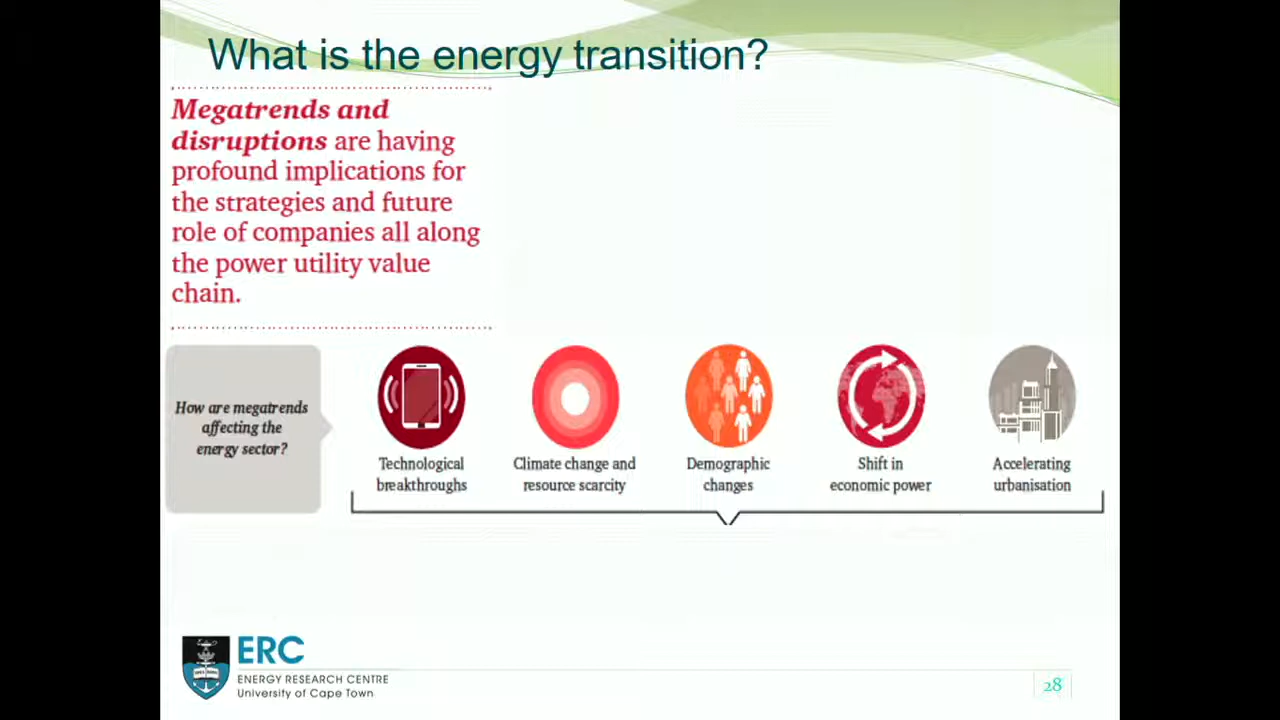 What is the energy transition?
Megatrends and
disruptions are having
profound implications for
the strategies and future
role of companies all along
the power utility value
chain.
How are megatrends
affecting the
energy sector?
Technological
breakthroughs
Climate change and
resource scarcity
Demographic
changes
Shift in
economic power
Accelerating
urbanisation
ERC
ENERGY RESEARCH CENTRE
University of Cape Town
28